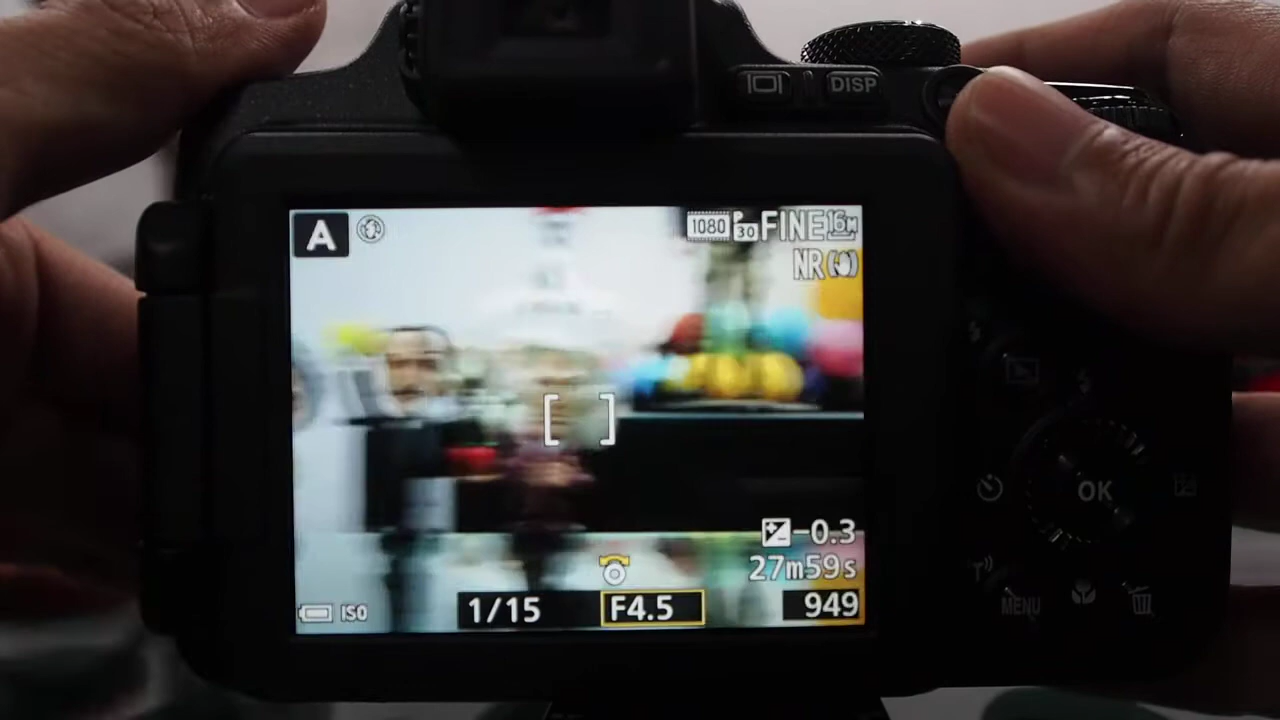 DISP
A
1080 30 FINE 16M
NR
-0.3
27m59s
ISO
1/15 F4.5 949
OK
MENU